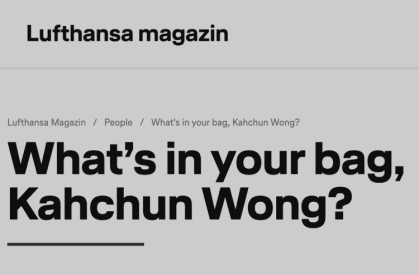 Lufthansa magazin
Lufthansa Magazin / People / What's in your bag, Kahchun Wong?
What’s in your bag,
Kahchun Wong?